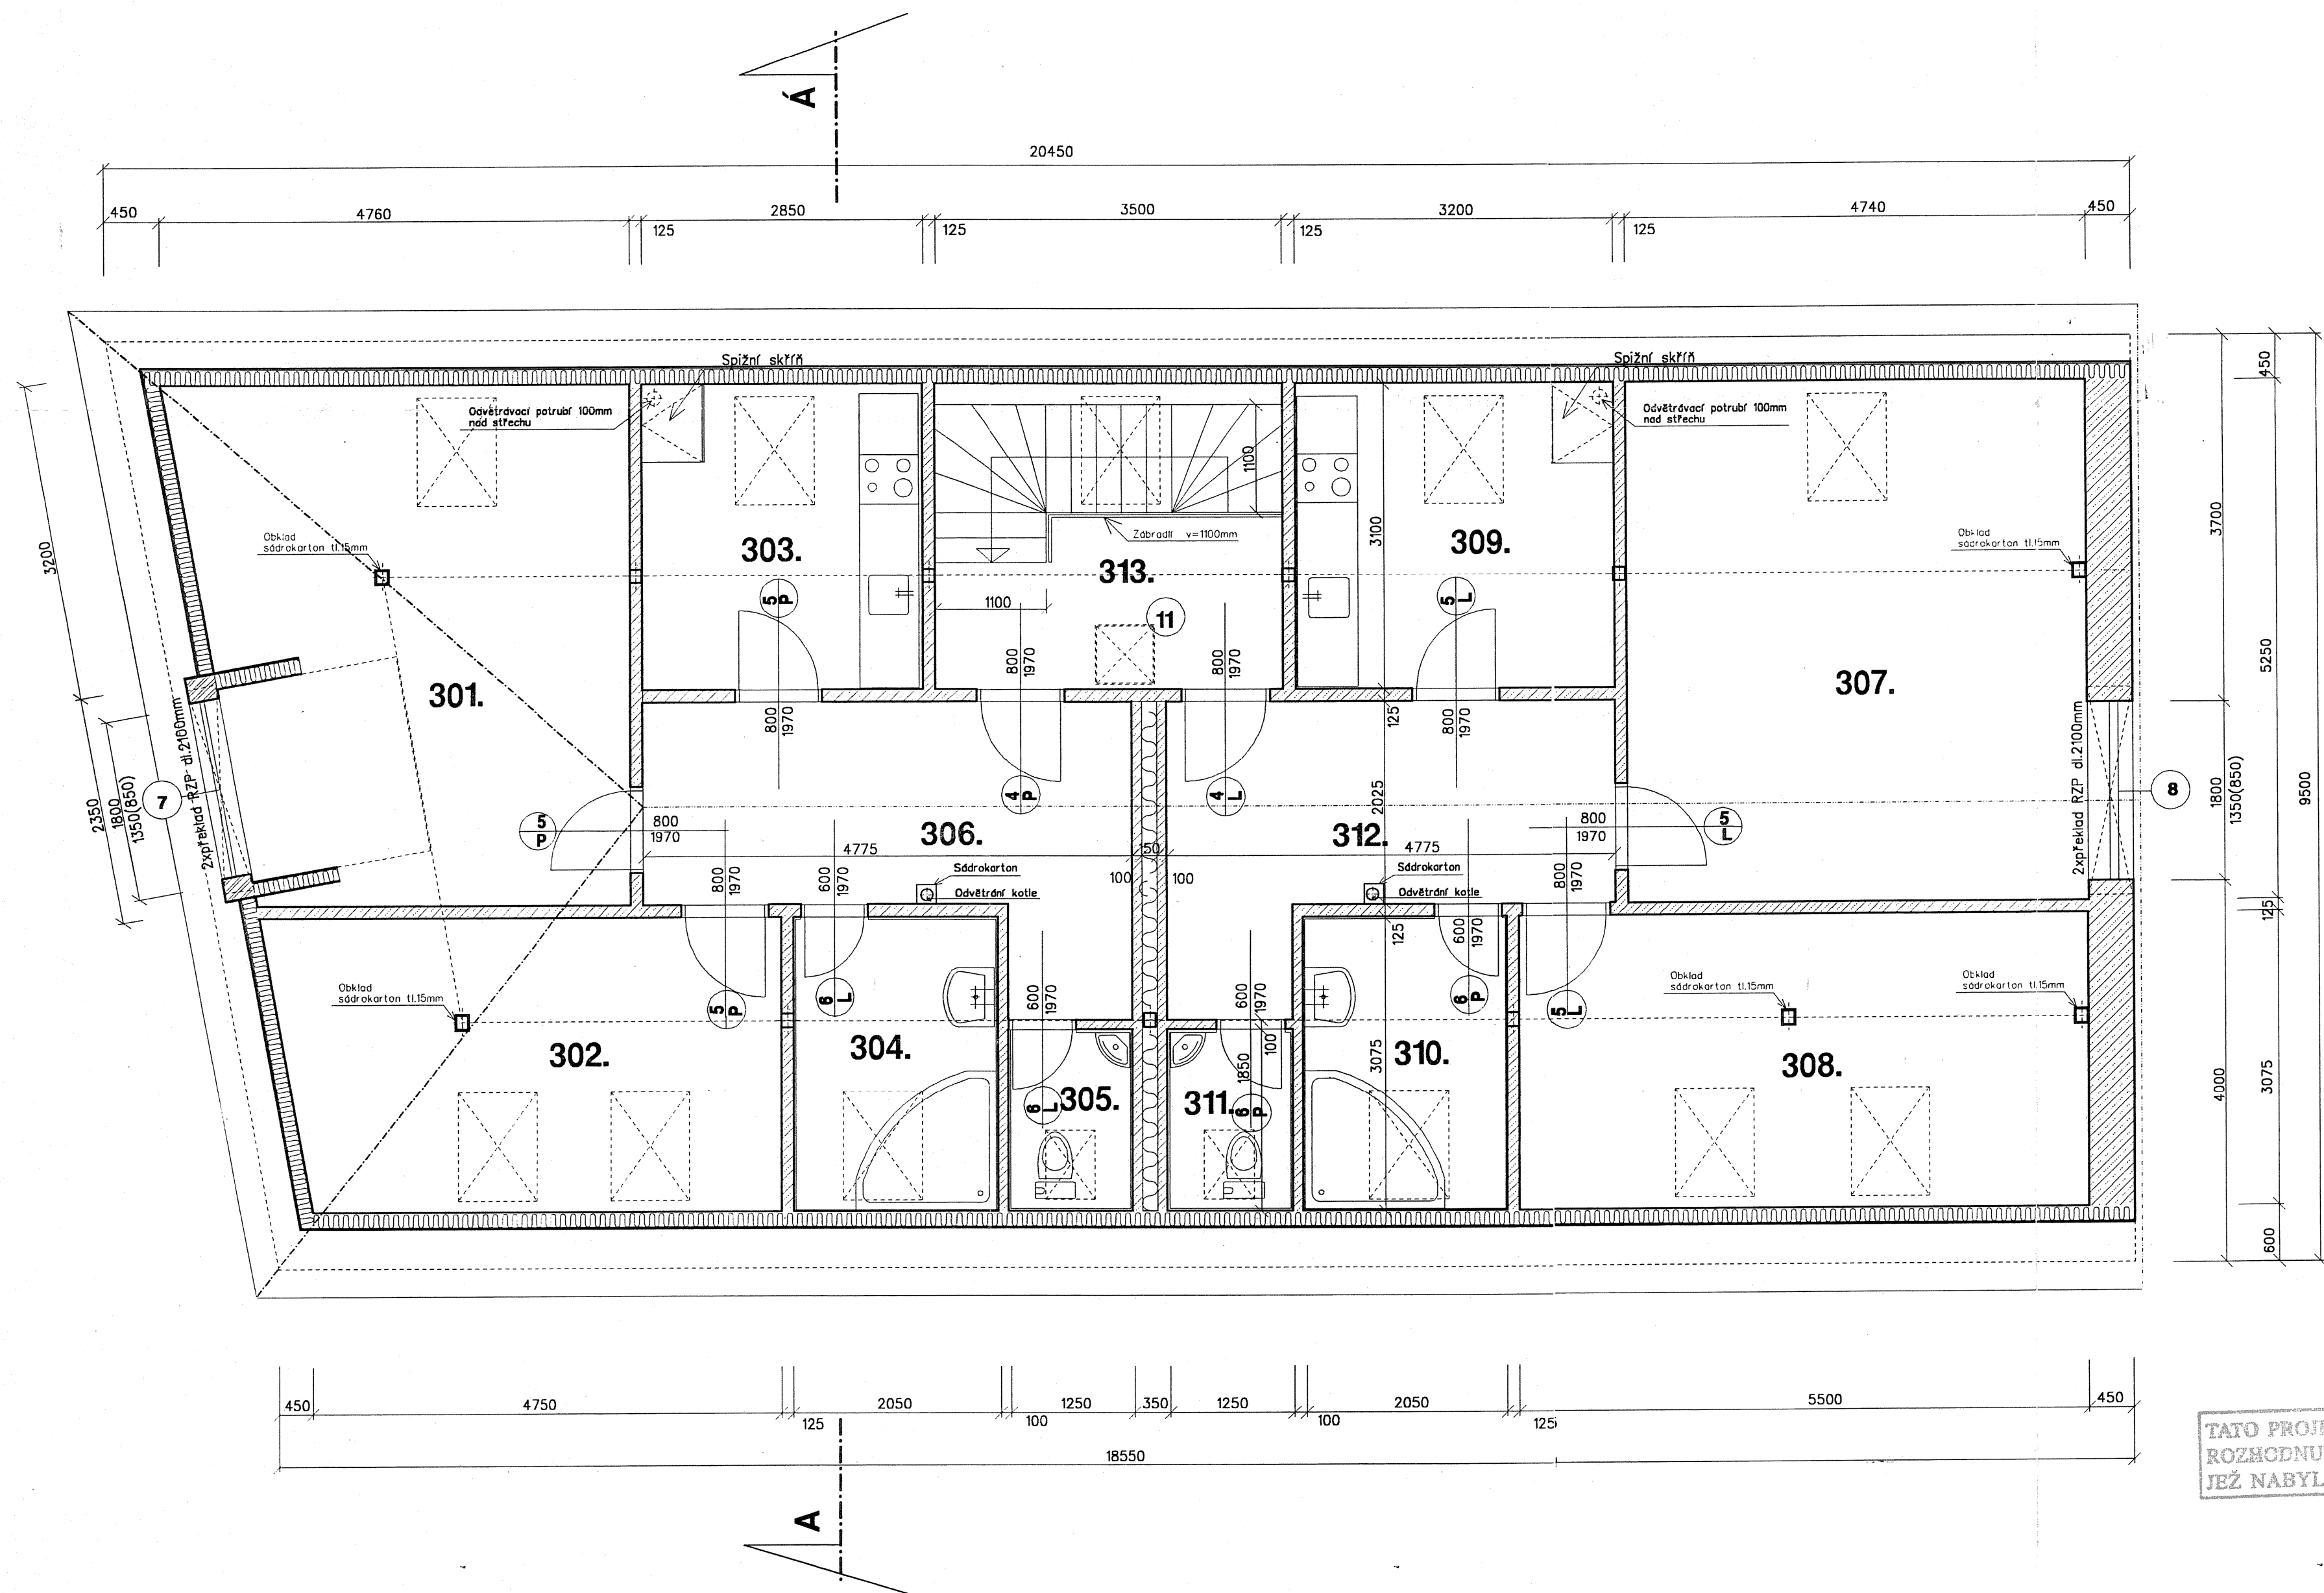 Á
20450
450
4760
125
2850
125
3500
125
3200
125
4740
450
Spižní skříň
Spižní skříň
Odvětrávací potrubí 100mm
nad střechu
Odvětrávací potrubí 100mm
nad střechu
450
3200
1100
3100
3700
5250
9500
Obklad
sádrokarton tl.15mm
Obklad
sádrokarton tl.15mm
303.
309.
313.
Zábradlí v=1100mm
5
P
5
L
1100
11
800
1970
800
1970
301.
307.
800
1970
125
800
1970
2xpřeklad RZP dl.2100mm
2xpřeklad RZP dl.2100mm
7
8
2350
1800
1350(850)
1800
1350(850)
4
P
4
L
2025
5
P
800
1970
306.
312.
800
1970
5
L
4775
150
4775
100
100
Sádrokarton
Odvětrání kotle
Sádrokarton
Odvětrání kotle
800
1970
600
1970
800
1970
600
1970
125
125
Obklad
sádrokarton tl.15mm
Obklad
sádrokarton tl.15mm
Obklad
sádrokarton tl.15mm
5
P
6
L
600
1970
600
1970
6
P
5
L
302.
304.
305.
311.
310.
308.
6
L
6
P
1850
100
3075
4000
3075
600
450
4750
125
2050
100
1250
350
1250
100
2050
125
5500
450
18550
A
TATO PROJ
ROZHODNU
JEŽ NABYL